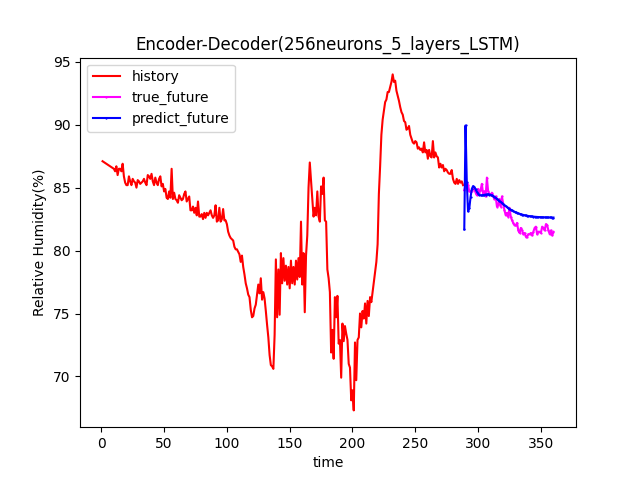 Encoder-Decoder(256neurons_5_layers_LSTM)
history
true_future
predict_future
Relative Humidity(%)
95
90
85
80
75
70
0 50 100 150 200 250 300 350
time